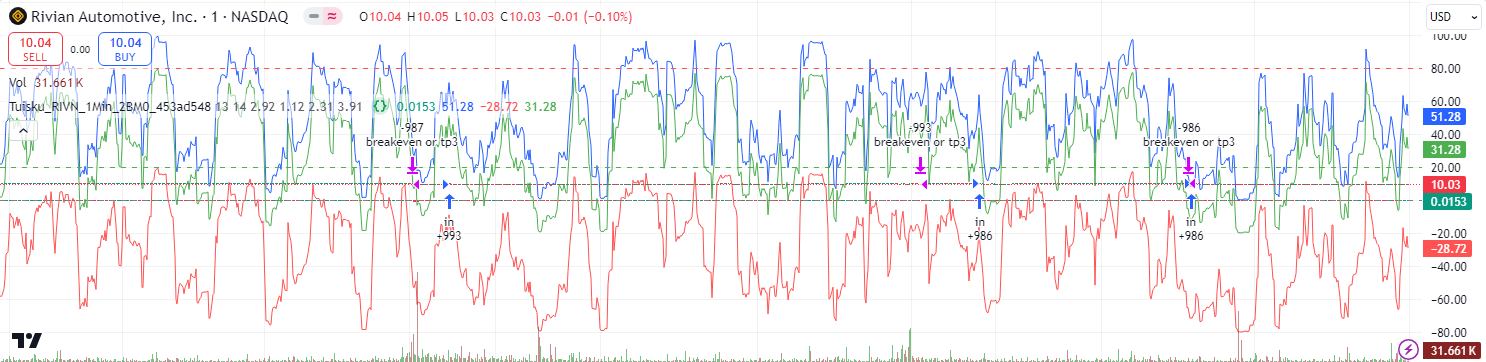 Rivian Automotive, Inc. · 1 · NASDAQ O10.04 H10.05 L10.03 C10.03 −0.01 (−0.10%)
USD
10.04
SELL
0.00
10.04
BUY
Vol 31.661 K
Tuisku_RIVN_1Min_2BM0_453ad548 13 14 2.92 1.12 2.31 3.91 0.0153 51.28 −28.72 31.28
-987
breakeven or tp3
-993
breakeven or tp3
-986
breakeven or tp3
in
+993
in
+986
in
+986
100.00
80.00
60.00
51.28
40.00
31.28
20.00
10.03
0.0153
−20.00
−28.72
−40.00
−60.00
−80.00
31.661 K